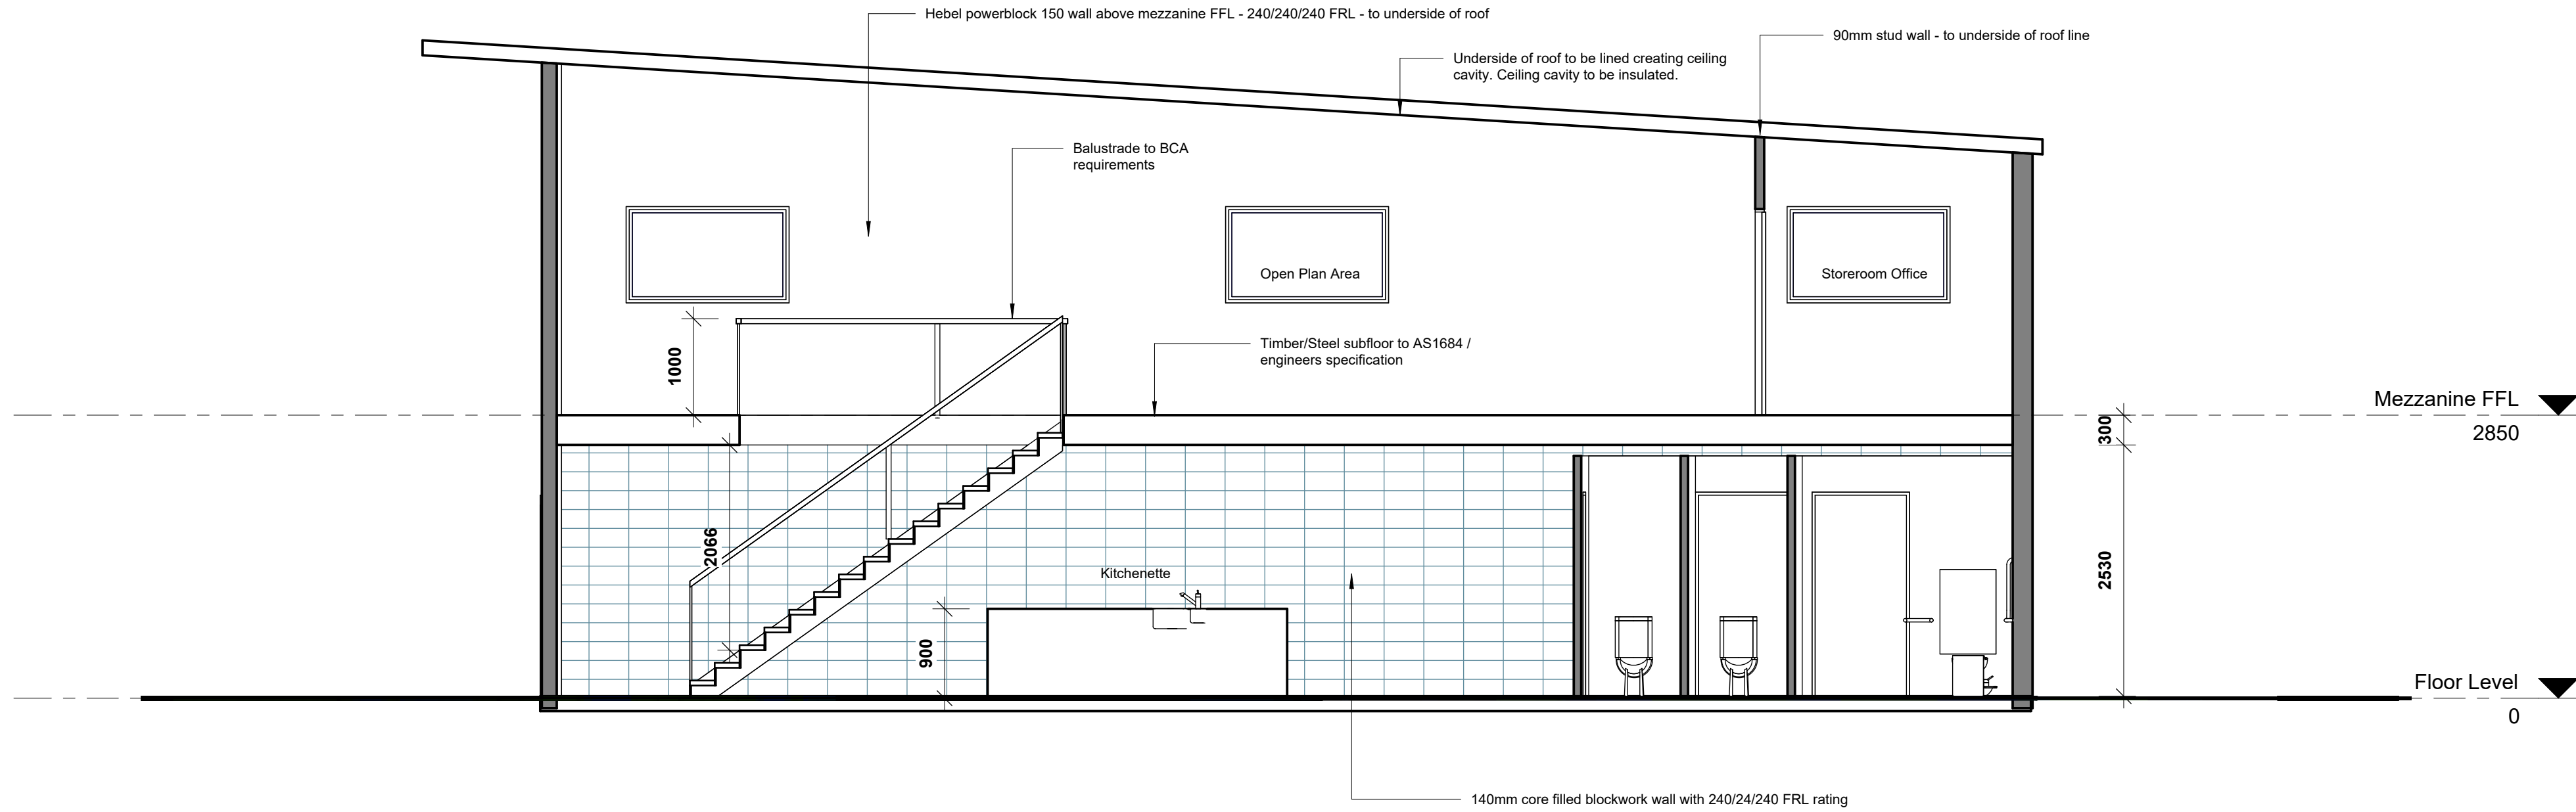 Hebel powerblock 150 wall above mezzanine FFL - 240/240/240 FRL - to underside of roof
90mm stud wall - to underside of roof line
Underside of roof to be lined creating ceiling
cavity. Ceiling cavity to be insulated.
Balustrade to BCA
requirements
Open Plan Area
Storeroom Office
1000
Timber/Steel subfloor to AS1684 /
engineers specification
Mezzanine FFL
2850
300
2066
Kitchenette
2530
900
Floor Level
0
140mm core filled blockwork wall with 240/24/240 FRL rating